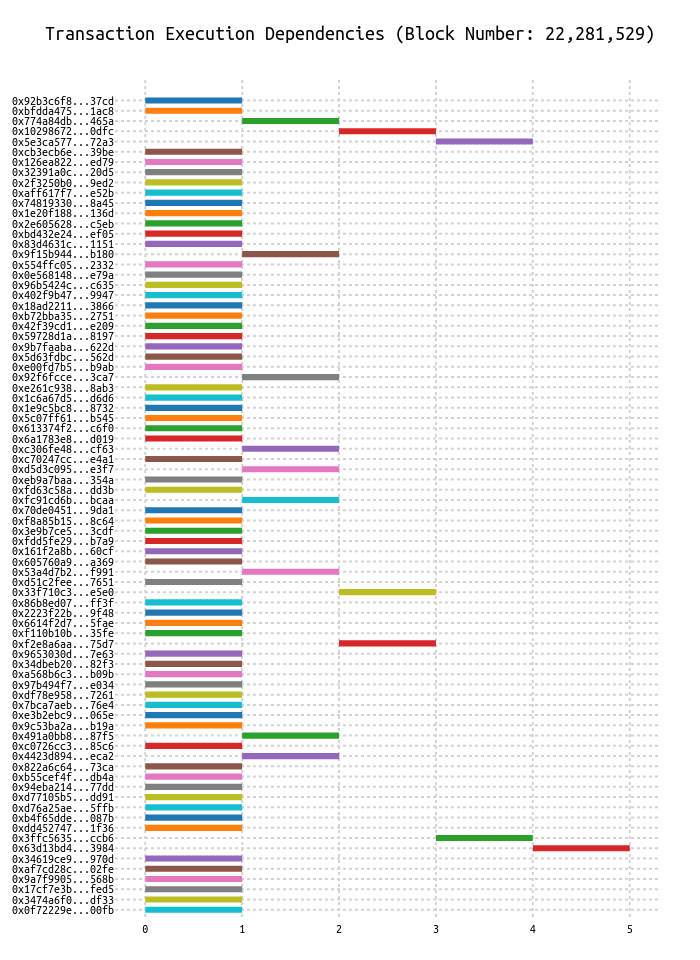 Transaction Execution Dependencies (Block Number: 22,281,529)
0x92b3c6f8...37cd
0xbfdda475...1ac8
0x774a84db...465a
0x10298672...0dfc
0x5e3ca577...72a3
0xcb3ecb6e...39be
0x126ea822...ed79
0x32391a0c...20d5
0x2f3250b0...9ed2
0xaff617f7...e52b
0x74819330...8a45
0x1e20f188...136d
0x2e605628...c5eb
0xbd432e24...ef05
0x83d4631c...1151
0x9f15b944...b180
0x554ffc05...2332
0x0e568148...e79a
0x96b5424c...c635
0x402f9b47...9947
0x18ad2211...3866
0xb72bba35...2751
0x42f39cd1...e209
0x59728d1a...8197
0x9b7faaba...622d
0x5d63fdbc...562d
0xe00fd7b5...b9ab
0x92f6fcce...3ca7
0xe261c938...8ab3
0x1c6a67d5...d6d6
0x1e9c5bc8...8732
0x5c07ff61...b545
0x613374f2...c6f0
0x6a1783e8...d019
0xc306fe48...cf63
0xc70247cc...e4a1
0xd5d3c095...e3f7
0xeb9a7baa...354a
0xfd63c58a...dd3b
0xfc91cd6b...bcaa
0x70de0451...9da1
0xf8a85b15...8c64
0x3e9b7ce5...3cdf
0xfdd5fe29...b7a9
0x161f2a8b...60cf
0x605760a9...a369
0x53a4d7b2...f991
0xd51c2fee...7651
0x33f710c3...e5e0
0x86b8ed07...ff3f
0x2223f22b...9f48
0x6614f2d7...5fae
0xf110b10b...35fe
0xf2e8a6aa...75d7
0x9653030d...7e63
0x34dbeb20...82f3
0xa568b6c3...b09b
0x97b494f7...e034
0xdf78e958...7261
0x7bca7aeb...76e4
0xe3b2ebc9...065e
0x9c53ba2a...b19a
0x491a0bb8...87f5
0xc0726cc3...85c6
0x4423d894...eca2
0x822a6c64...73ca
0xb55cef4f...db4a
0x94eba214...77dd
0xd77105b5...dd91
0xd76a25ae...5ffb
0xb4f65dde...087b
0xdd452747...1f36
0x3ffc5635...ccb6
0x63d13bd4...3984
0x34619ce9...970d
0xaf7cd28c...02fe
0x9a7f9905...568b
0x17cf7e3b...fed5
0x3474a6f0...df33
0x0f72229e...00fb
0 1 2 3 4 5